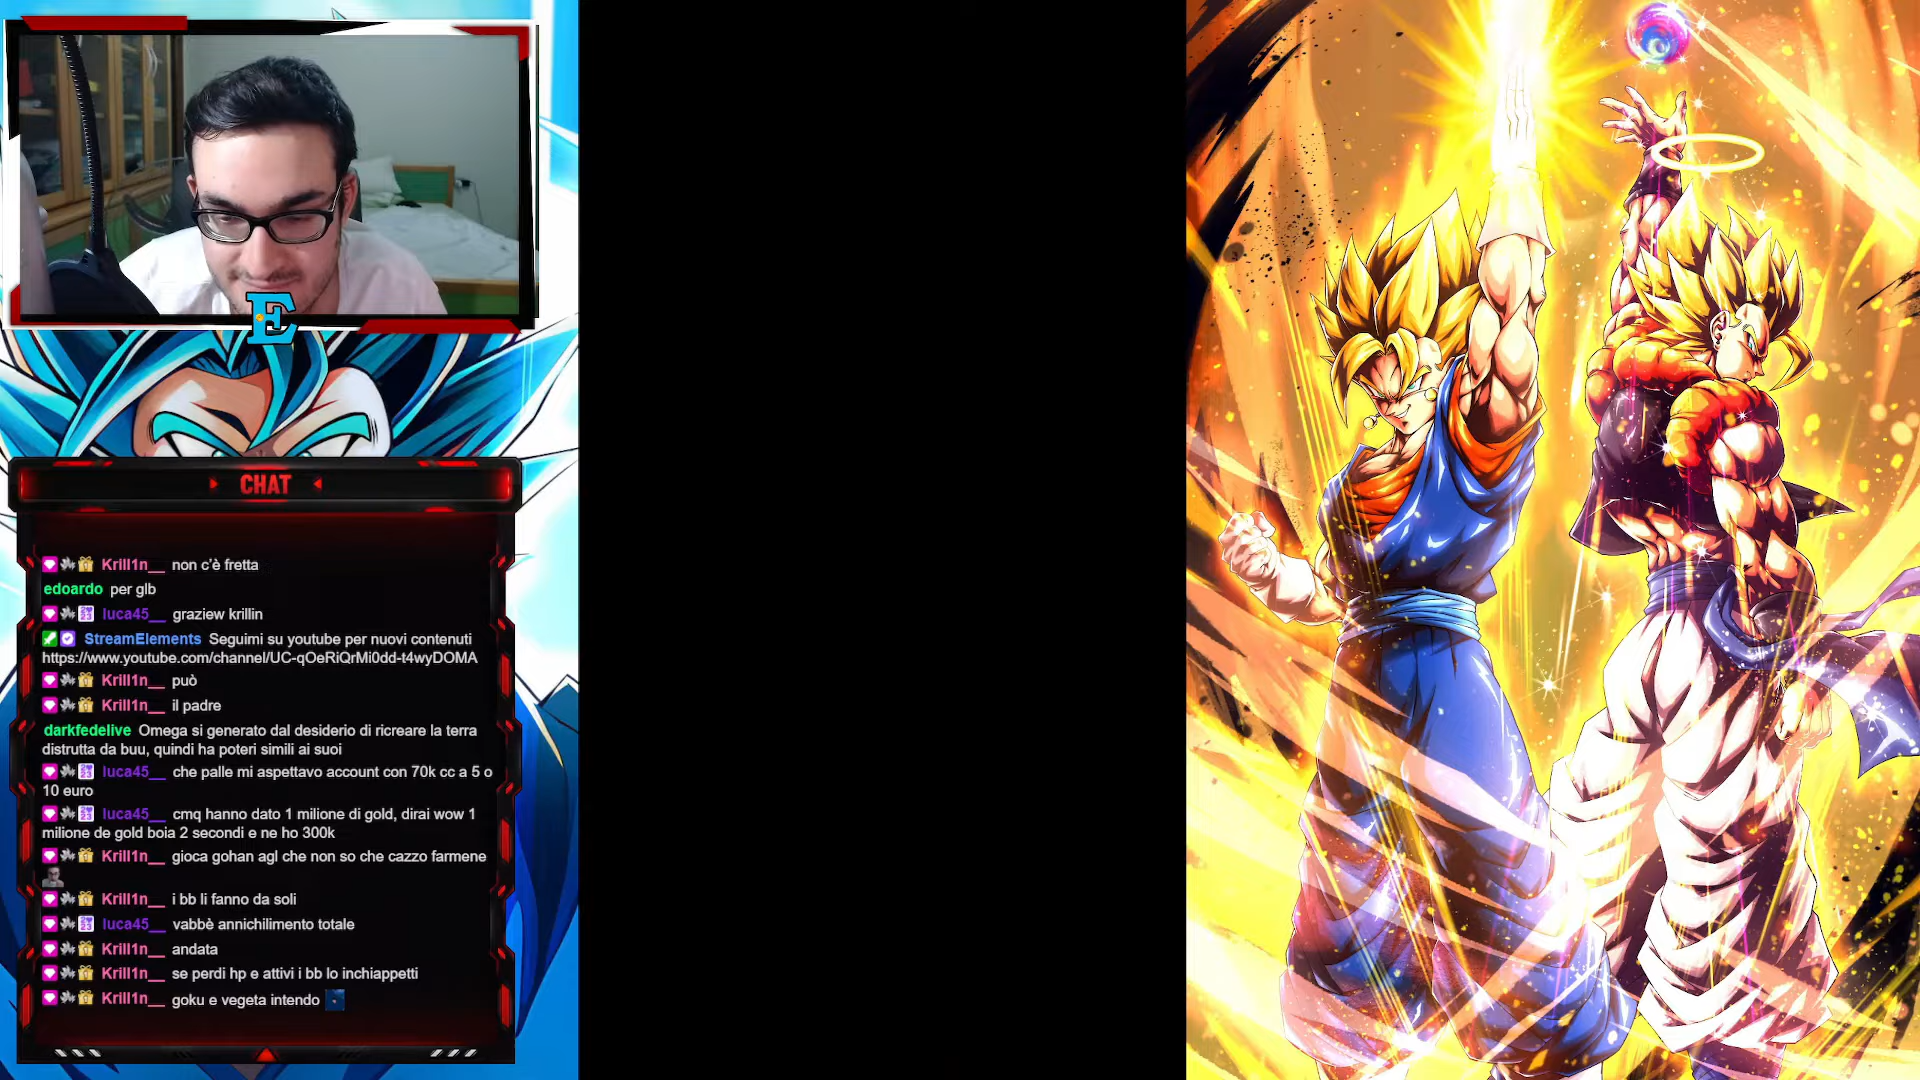 E
CHAT
Krill1n__ non c'è fretta
edoardo per glb
luca45__ graziew krillin
StreamElements Seguimi su youtube per nuovi contenuti
https://www.youtube.com/channel/UC-qOeRiQrMi0dd-t4wyDOMA
Krill1n__ può
Krill1n__ il padre
darkfedelive Omega si generato dal desiderio di ricreare la terra
distrutta da buu, quindi ha poteri simili ai suoi
luca45__ che palle mi aspettavo account con 70k cc a 5 o
10 euro
luca45__ cmq hanno dato 1 milione di gold, dirai wow 1
milione de gold boia 2 secondi e ne ho 300k
Krill1n__ gioca gohan agl che non so che cazzo farmene
Krill1n__ i bb li fanno da soli
luca45__ vabbè annichilimento totale
Krill1n__ andata
Krill1n__ se perdi hp e attivi i bb lo inchiappetti
Krill1n__ goku e vegeta intendo